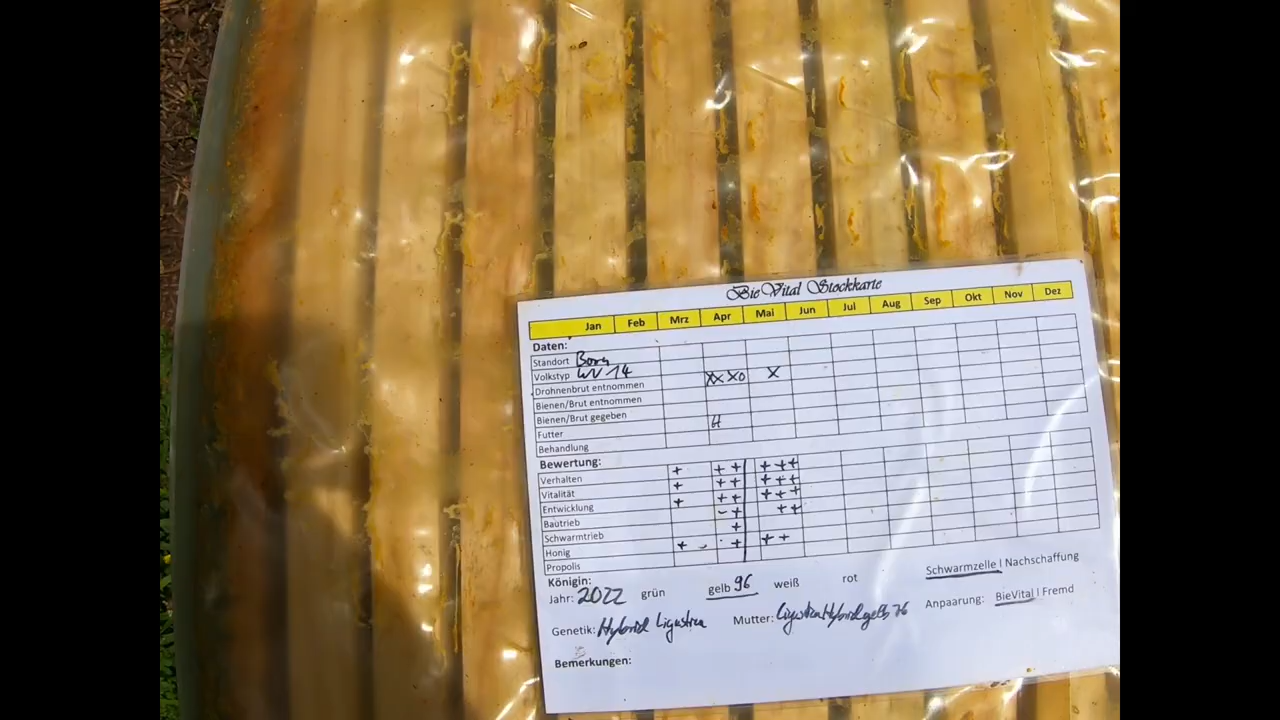 BieVital Stockkarte
Jan Feb Mrz Apr Mai Jun Jul Aug Sep Okt Nov Dez
Daten:
Standort Born
Volkstyp WV 14
Drohnenbrut entnommen XXXO X
Bienen/Brut entnommen
Bienen/Brut gegeben
Futter H
Behandlung
Bewertung:
Verhalten + + + + + +
Vitalität + + + + + +
Entwicklung + + + + + +
Bautrieb - + + +
Schwarmtrieb +
Honig + - - + + +
Propolis
Königin:
Jahr: 2022 grün gelb 96 weiß rot Schwarmzelle | Nachschaffung
Genetik: Hybrid Ligustica Mutter: Ligustica Hybrid gelb 76 Anpaarung: BieVital | Fremd
Bemerkungen: